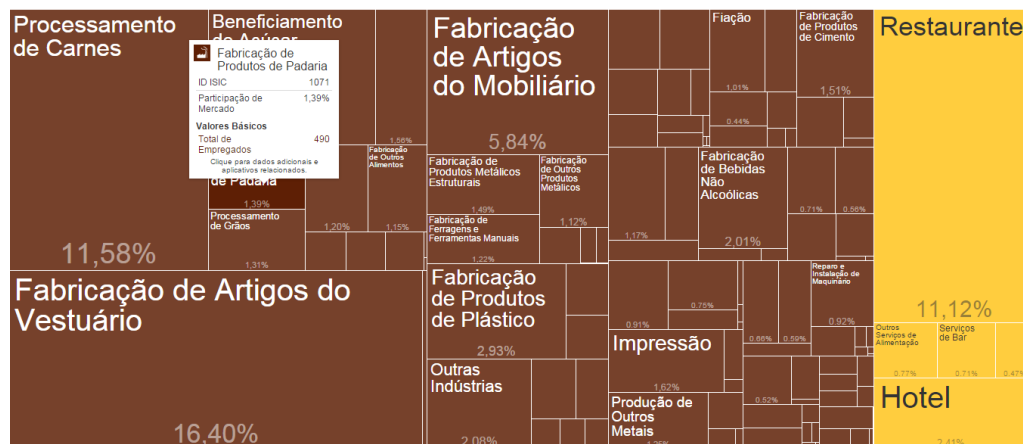 Processamento
de Carnes
11,58%
Beneficiamento
de Açúcar
Fabricação de
Produtos de Padaria
ID ISIC 1071
Participação de 1,39%
Mercado
Valores Básicos
Total de 490
Empregados
Clique para dados adicionais e
aplicativos relacionados.
1,56%
de Padaria
1,39%
Processamento
de Grãos
1,31%
1,20%
Fabricação
de Outros
Alimentos
1,15%
Fabricação de Artigos do
Vestuário
16,40%
Fabricação
de Artigos
do Mobiliário
5,84%
Fabricação de
Produtos Metálicos
Estruturais
1,49%
Fabricação
de Outros
Produtos
Metálicos
1,12%
Fabricação de
Ferragens e
Ferramentas Manuais
1,22%
Fabricação
de Produtos
de Plástico
2,93%
Outras
Indústrias
2,08%
Fiação
1,01%
0.44%
Fabricação
de Produtos
de Cimento
1,51%
1,17%
Fabricação
de Bebidas
Não
Alcoólicas
2,01%
0.71%
0.56%
0.91%
0.75%
0.66%
0.59%
Reparo e
Instalação de
Maquinário
0.92%
Impressão
1,62%
0.52%
Produção de
Outros
Metais
Restaurante
11,12%
Outros
Serviços de
Alimentação
0.77%
Serviços
de Bar
0.71%
0.47%
Hotel
2,41%